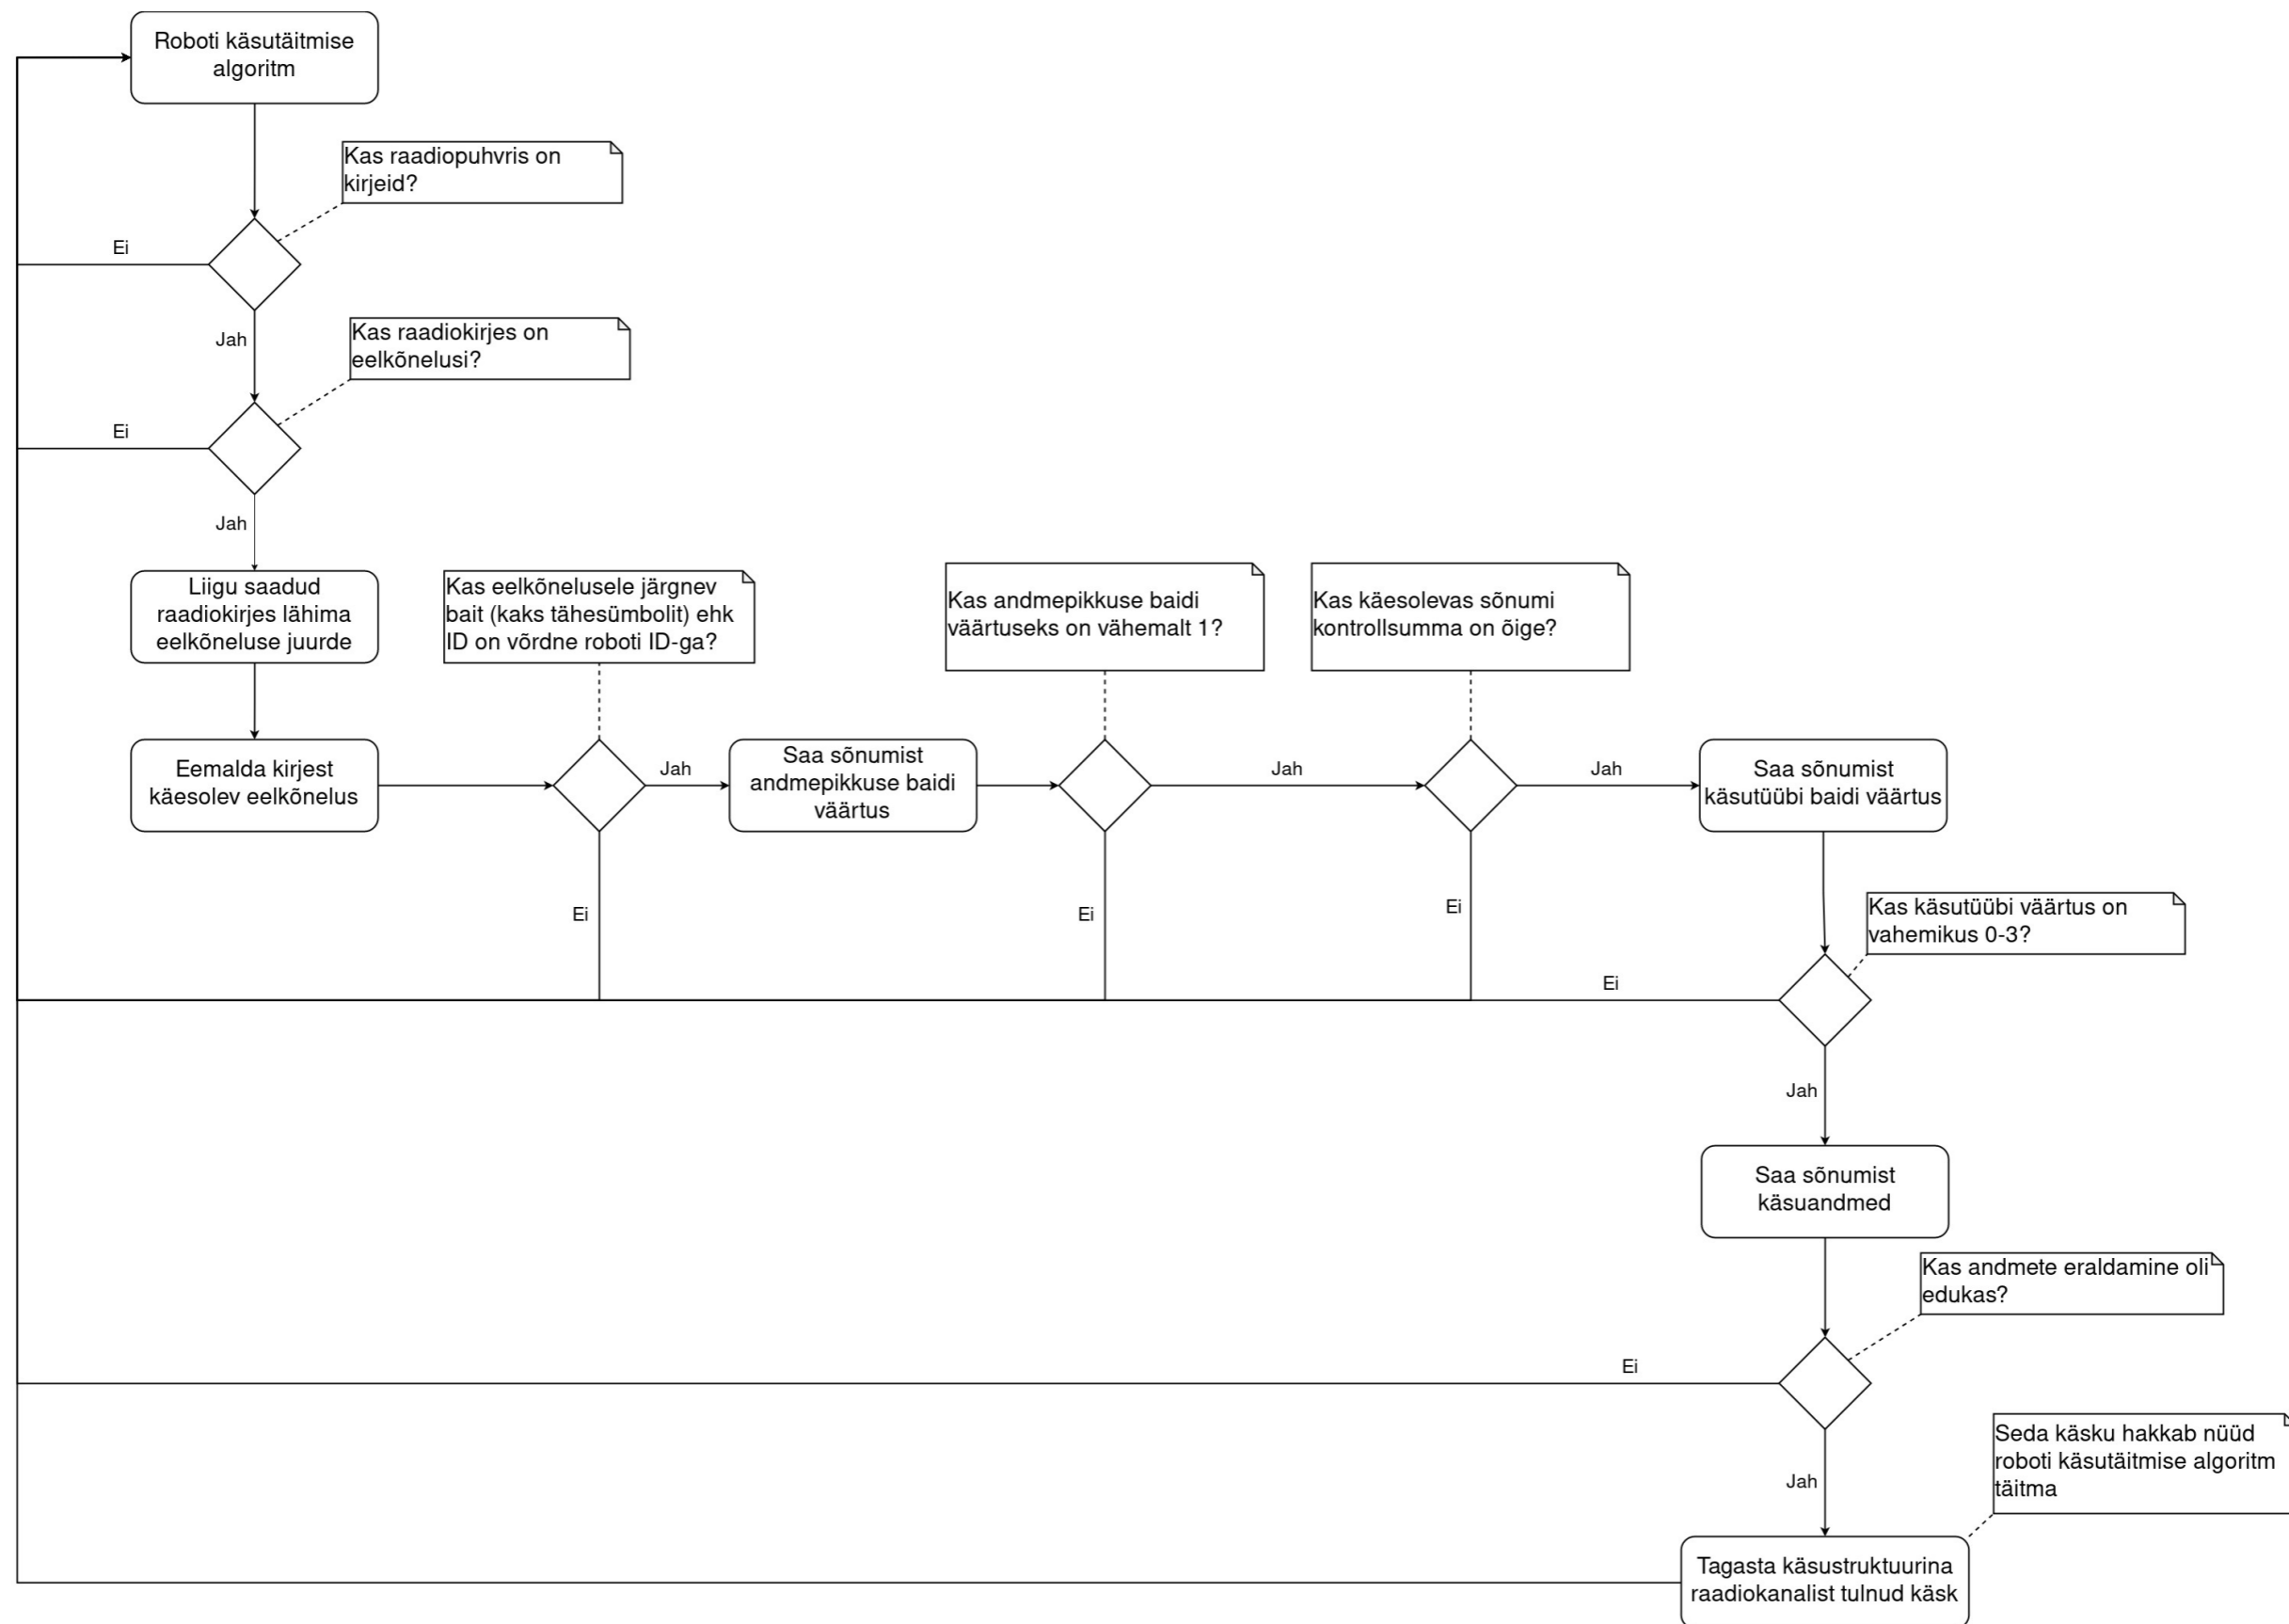 Roboti käsutäitmise
algoritm
Kas raadiopuhvris on
kirjeid?
Ei
Jah
Kas raadiokirjes on
eelkõnelusi?
Ei
Jah
Liigu saadud
raadiokirjes lähima
eelkõneluse juurde
Kas eelkõnelusele järgnev
bait (kaks tähesümbolit) ehk
ID on võrdne roboti ID-ga?
Kas andmepikkuse baidi
väärtuseks on vähemalt 1?
Kas käesolevas sõnumi
kontrollsumma on õige?
Eemalda kirjest
käesolev eelkõnelus
Jah
Saa sõnumist
andmepikkuse baidi
väärtus
Jah
Jah
Saa sõnumist
käsutüübi baidi väärtus
Ei
Ei
Ei
Kas käsutüübi väärtus on
vahemikus 0-3?
Ei
Jah
Saa sõnumist
käsuandmed
Kas andmete eraldamine oli
edukas?
Ei
Jah
Seda käsku hakkab nüüd
roboti käsutäitmise algoritm
täitma
Tagasta käsustruktuurina
raadiokanalist tulnud käsk